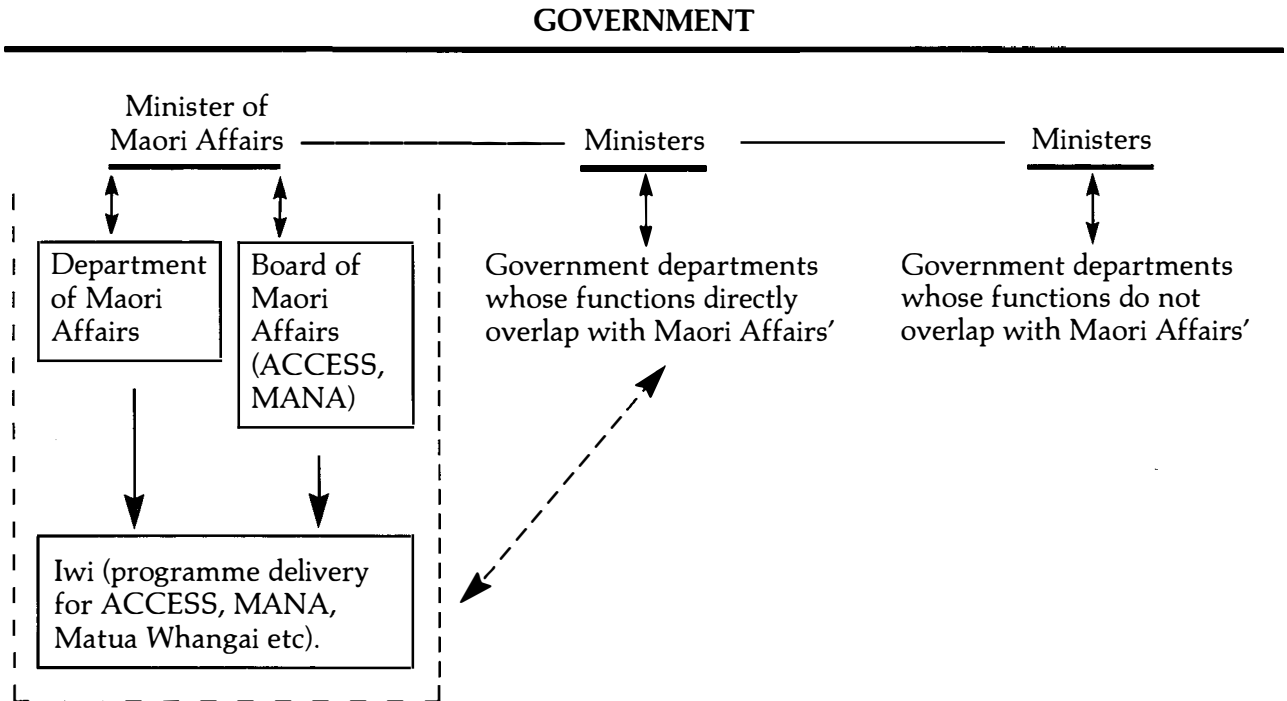 GOVERNMENT
Minister of
Maori Affairs
Ministers
Ministers
Department
of Maori
Affairs
Board of
Maori
Affairs
(ACCESS,
MANA)
Government departments
whose functions directly
overlap with Maori Affairs’
Government departments
whose functions do not
overlap with Maori Affairs’
Iwi (programme delivery
for ACCESS, MANA,
Matua Whangai etc).